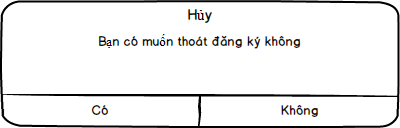 Hủy
Bạn có muốn thoát đăng ký không
Có
Không